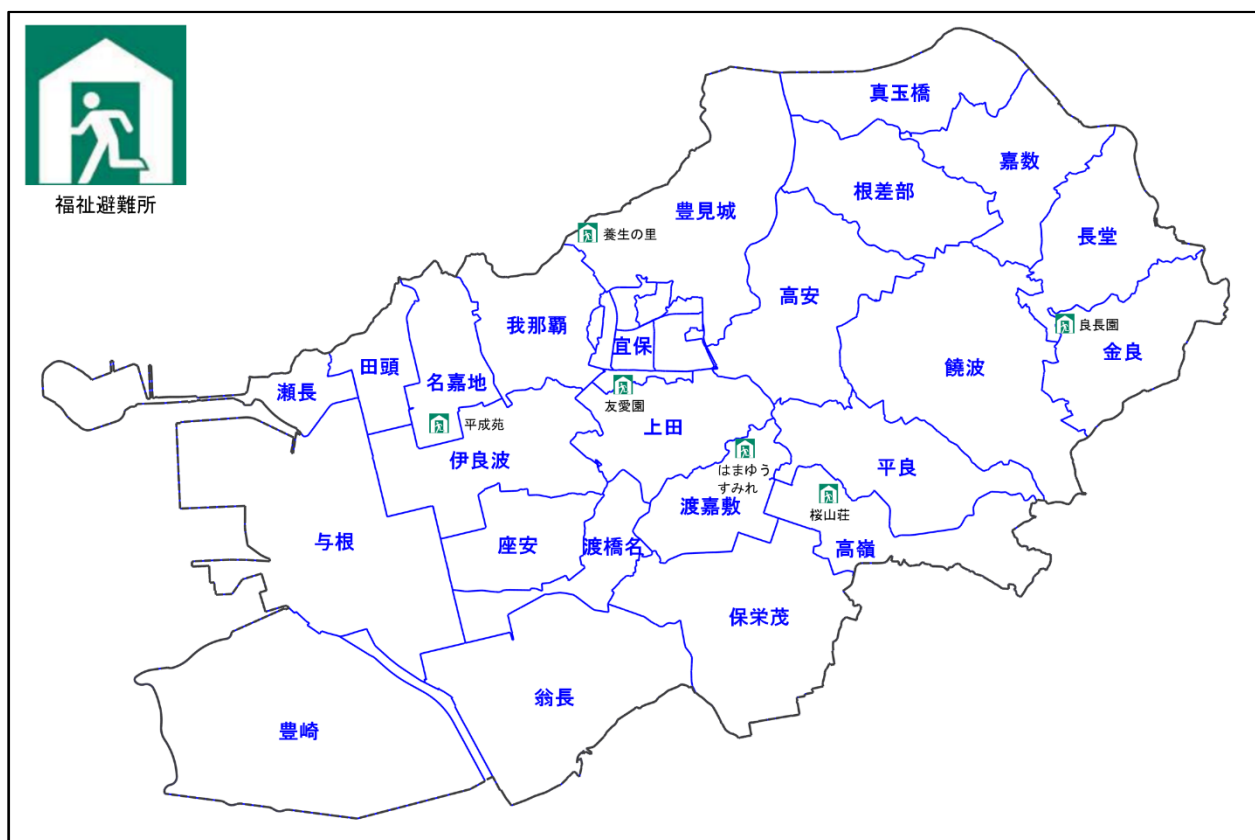 福祉避難所
真玉橋
嘉数
根差部
豊見城
長堂
養生の里
高安
我那覇
良長園
宜保
金良
田頭
饒波
名嘉地
瀬長
友愛園
平成苑
上田
伊良波
平良
はまゆう
すみれ
渡嘉敷
桜山荘
与根
座安
渡橋名
高嶺
保栄茂
翁長
豊崎